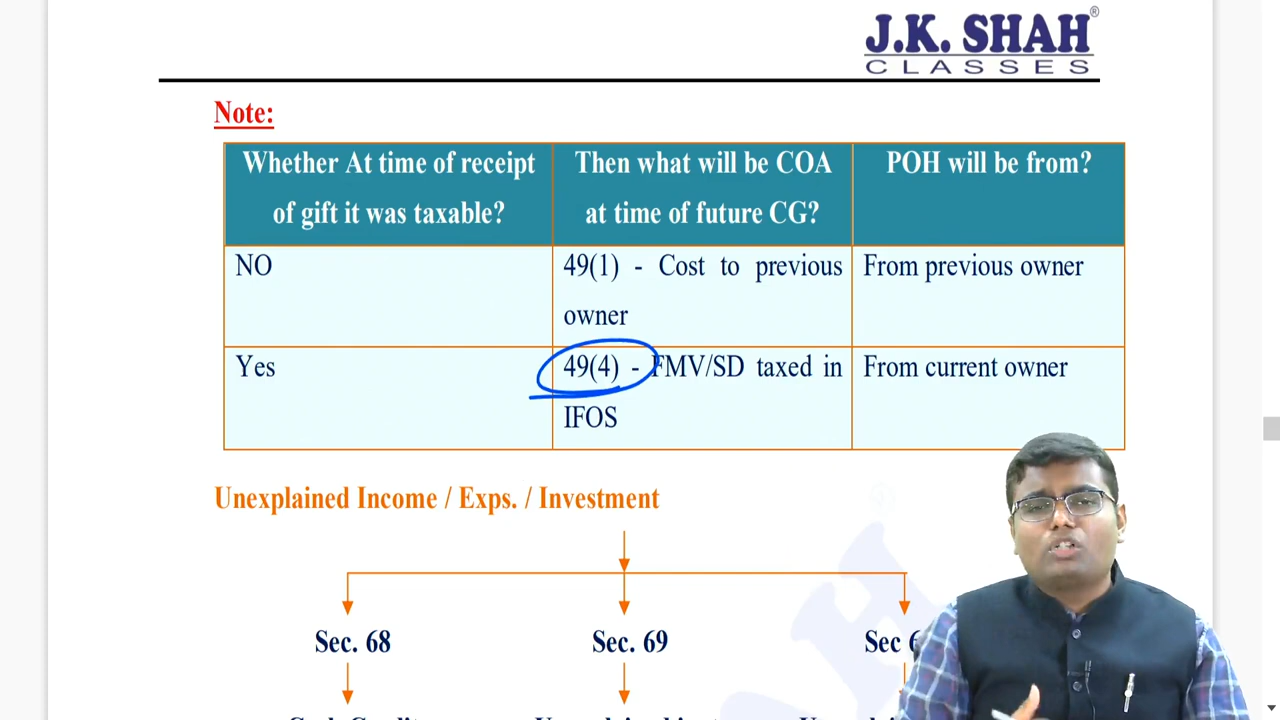 J.K. SHAH®
CLASSES
Note:
Whether At time of receipt of gift it was taxable?
Then what will be COA at time of future CG?
POH will be from?
NO
49(1) - Cost to previous owner
From previous owner
Yes
49(4) - FMV/SD taxed in IFOS
From current owner
Unexplained Income / Exps. / Investment
Sec. 68
Sec. 69
Sec